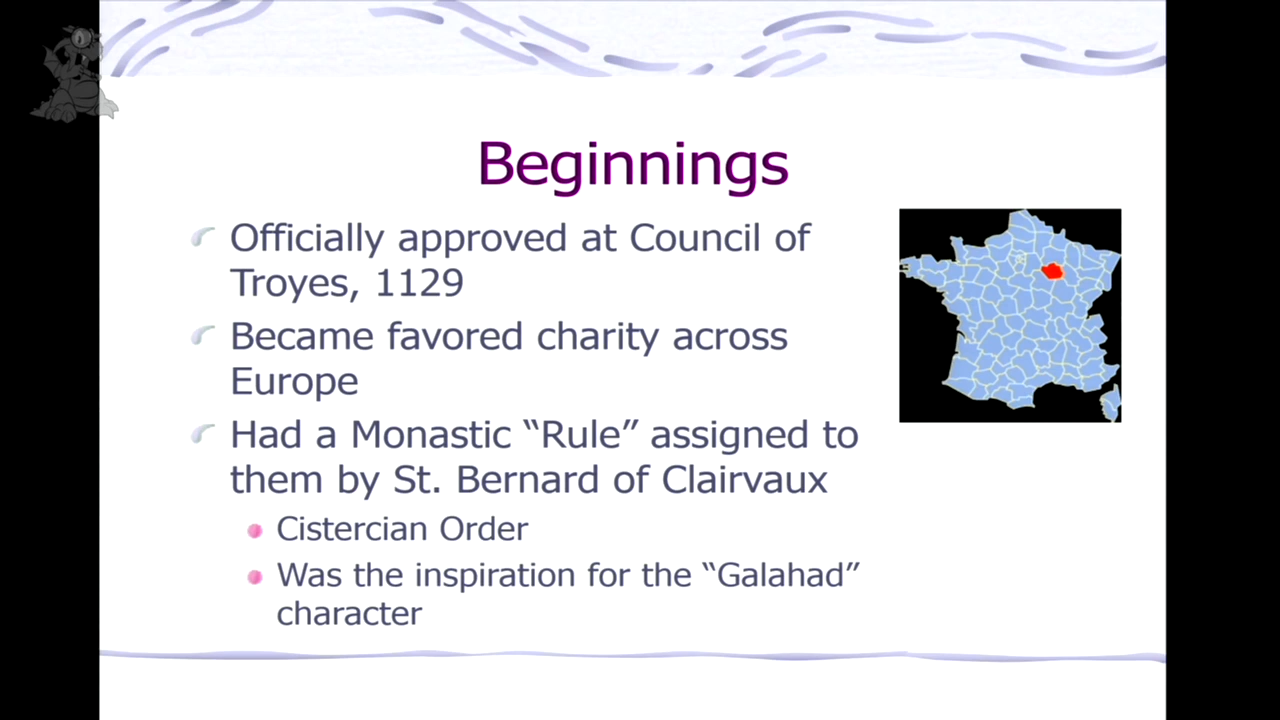 Beginnings
Officially approved at Council of
Troyes, 1129
Became favored charity across
Europe
Had a Monastic “Rule” assigned to
them by St. Bernard of Clairvaux
Cistercian Order
Was the inspiration for the “Galahad”
character